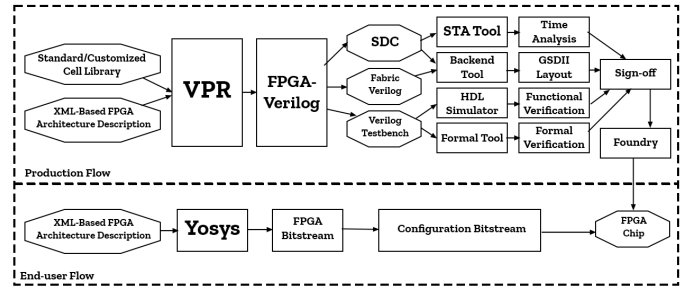 Standard/Customized
Cell Library
XML-Based FPGA
Architecture Description
VPR
FPGA-
Verilog
SDC
Fabric
Verilog
Verilog
Testbench
STA Tool
Backend
Tool
HDL
Simulator
Formal Tool
Time
Analysis
GSDII
Layout
Functional
Verification
Formal
Verification
Sign-off
Foundry
Production Flow
XML-Based FPGA
Architecture Description
Yosys
FPGA
Bitstream
Configuration Bitstream
FPGA
Chip
End-user Flow